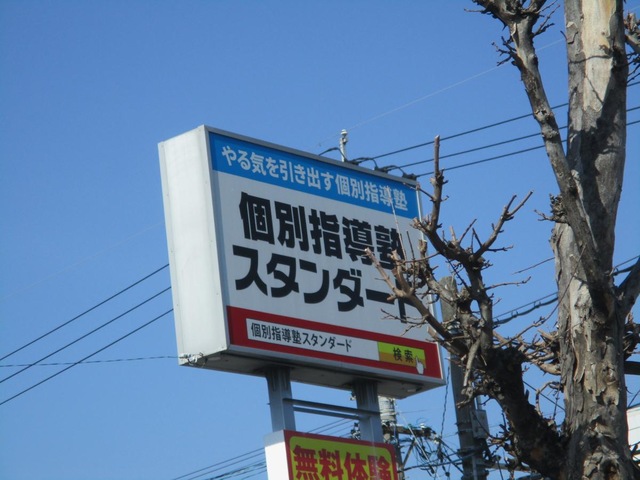 やる気を引き出す個別指導塾
個別指導塾
スタンダード
個別指導塾スタンダード
検索
無料体験